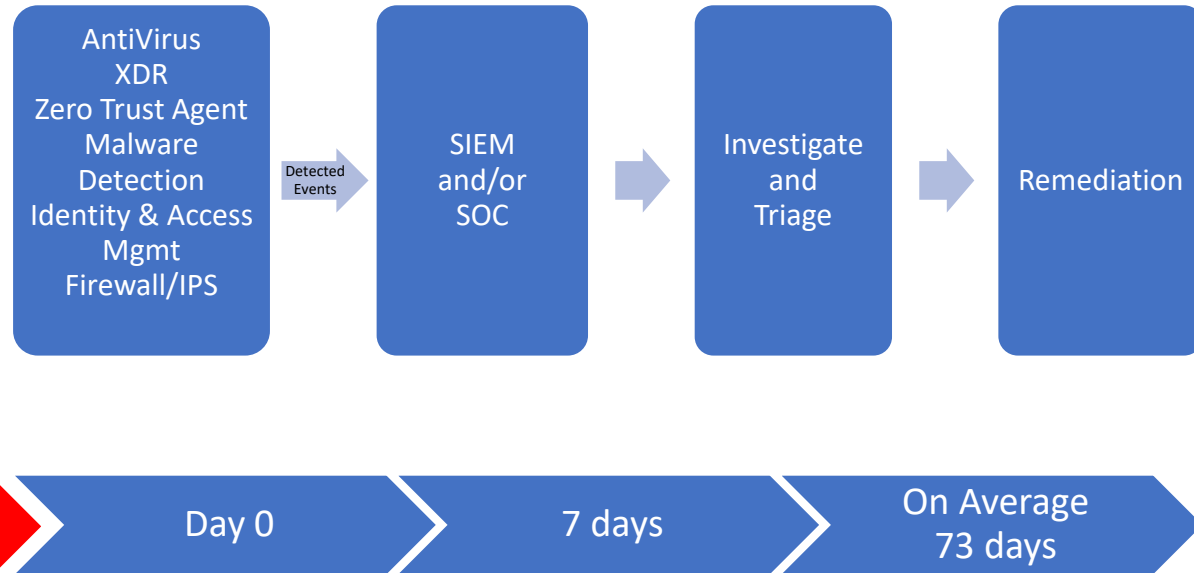 AntiVirus
XDR
Zero Trust Agent
Malware
Detection
Identity & Access
Mgmt
Firewall/IPS
Detected
Events
SIEM
and/or
SOC
Investigate
and
Triage
Remediation
Day 0
7 days
On Average
73 days